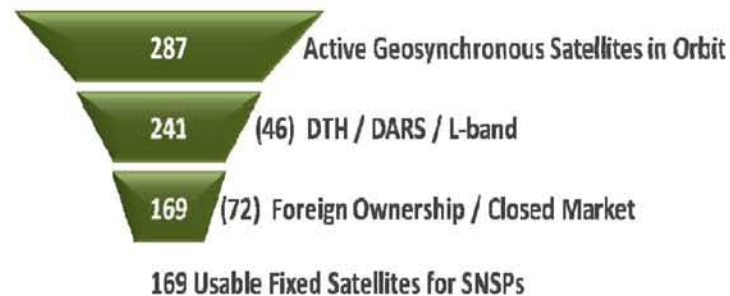 287 Active Geosynchronous Satellites in Orbit
241 (46) DTH / DARS / L-band
169 (72) Foreign Ownership / Closed Market
169 Usable Fixed Satellites for SNSPs